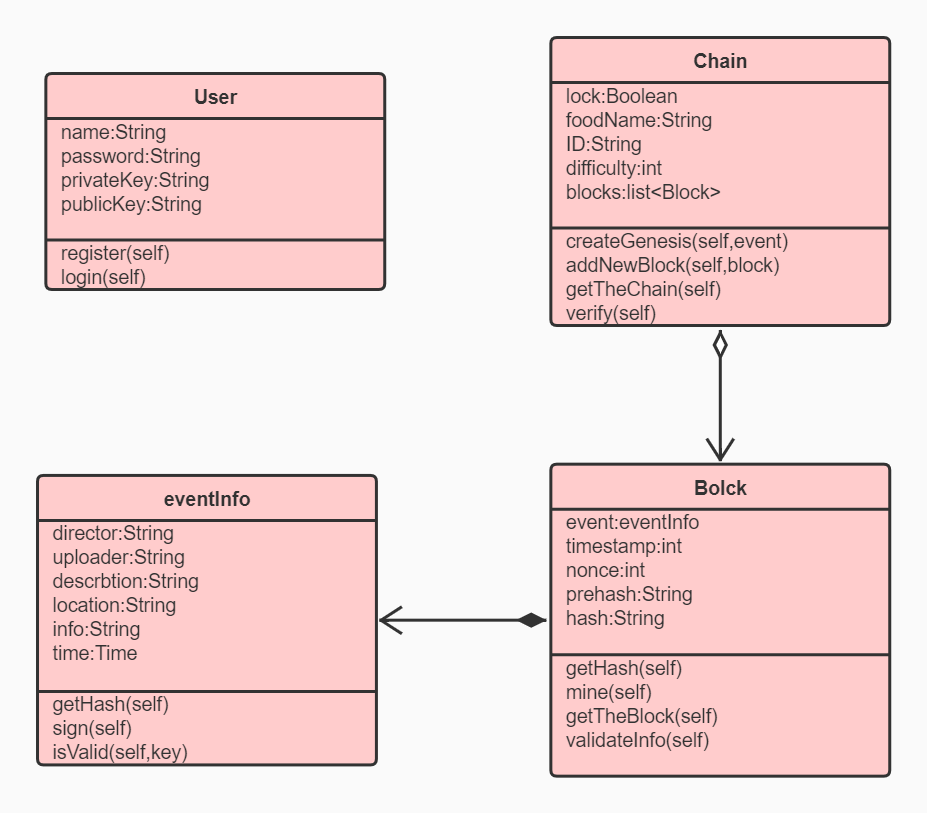 User
name:String
password:String
privateKey:String
publicKey:String
register(self)
login(self)
Chain
lock:Boolean
foodName:String
ID:String
difficulty:int
blocks:list<Block>
createGenesis(self,event)
addNewBlock(self,block)
getTheChain(self)
verify(self)
eventInfo
director:String
uploader:String
descrbtion:String
location:String
info:String
time:Time
getHash(self)
sign(self)
isValid(self,key)
Bolck
event:eventInfo
timestamp:int
nonce:int
prehash:String
hash:String
getHash(self)
mine(self)
getTheBlock(self)
validateInfo(self)